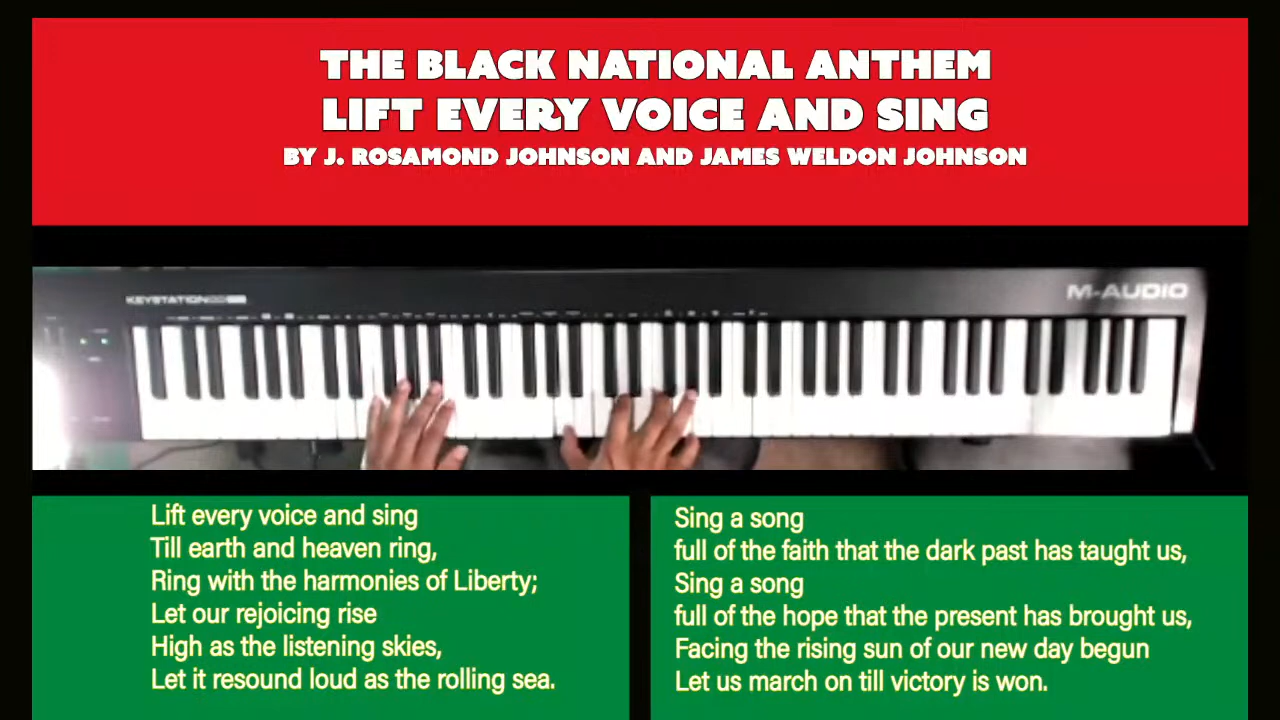 THE BLACK NATIONAL ANTHEM
LIFT EVERY VOICE AND SING
BY J. ROSAMOND JOHNSON AND JAMES WELDON JOHNSON
KEYSTATION
M-AUDIO
Lift every voice and sing
Till earth and heaven ring,
Ring with the harmonies of Liberty;
Let our rejoicing rise
High as the listening skies,
Let it resound loud as the rolling sea.
Sing a song
full of the faith that the dark past has taught us,
Sing a song
full of the hope that the present has brought us,
Facing the rising sun of our new day begun
Let us march on till victory is won.